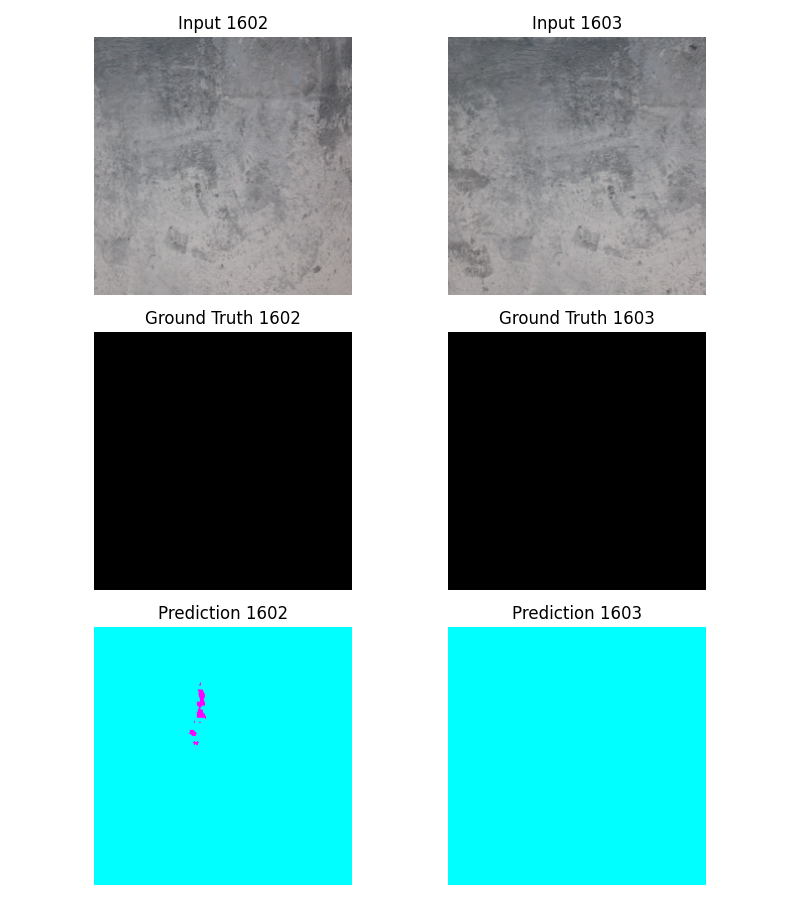 Input 1602
Input 1603
Ground Truth 1602
Ground Truth 1603
Prediction 1602
Prediction 1603